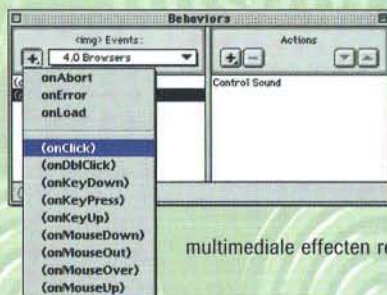 Behaviors
<img> Events:
Actions
4.0 Browsers
onAbort
onError
onLoad
(onClick)
(onDblClick)
(onKeyDown)
(onKeyPress)
(onKeyUp)
(onMouseDown)
(onMouseOut)
(onMouseOver)
(onMouseUp)
Control Sound
multimediale effecten